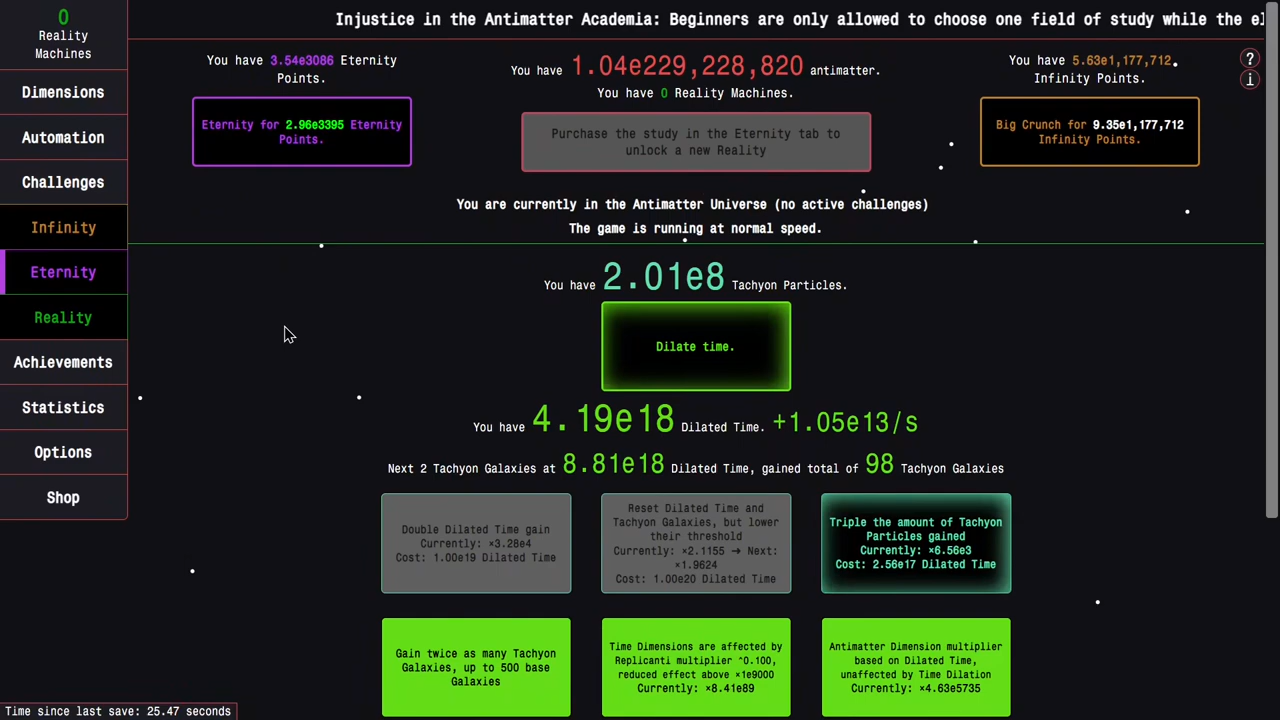 0
Reality
Machines
Dimensions
Automation
Challenges
Infinity
Eternity
Reality
Achievements
Statistics
Options
Shop
Injustice in the Antimatter Academia: Beginners are only allowed to choose one field of study while the el
You have 3.54e3086 Eternity
Points.
Eternity for 2.96e3395 Eternity
Points.
You have 1.04e229,228,820 antimatter.
You have 0 Reality Machines.
Purchase the study in the Eternity tab to
unlock a new Reality
You have 5.63e1,177,712
Infinity Points.
Big Crunch for 9.35e1,177,712
Infinity Points.
?
i
You are currently in the Antimatter Universe (no active challenges)
The game is running at normal speed.
You have 2.01e8 Tachyon Particles.
Dilate time.
You have 4.19e18 Dilated Time. +1.05e13/s
Next 2 Tachyon Galaxies at 8.81e18 Dilated Time, gained total of 98 Tachyon Galaxies
Double Dilated Time gain
Currently: ×3.28e4
Cost: 1.00e19 Dilated Time
Reset Dilated Time and
Tachyon Galaxies, but lower
their threshold
Currently: ×2.1155 → Next:
×1.9624
Cost: 1.00e20 Dilated Time
Triple the amount of Tachyon
Particles gained
Currently: ×6.56e3
Cost: 2.56e17 Dilated Time
Gain twice as many Tachyon
Galaxies, up to 500 base
Galaxies
Time Dimensions are affected by
Replicanti multiplier ^0.100,
reduced effect above ×1e9000
Currently: ×8.41e89
Antimatter Dimension multiplier
based on Dilated Time,
unaffected by Time Dilation
Currently: ×4.63e5735
Time since last save: 25.47 seconds